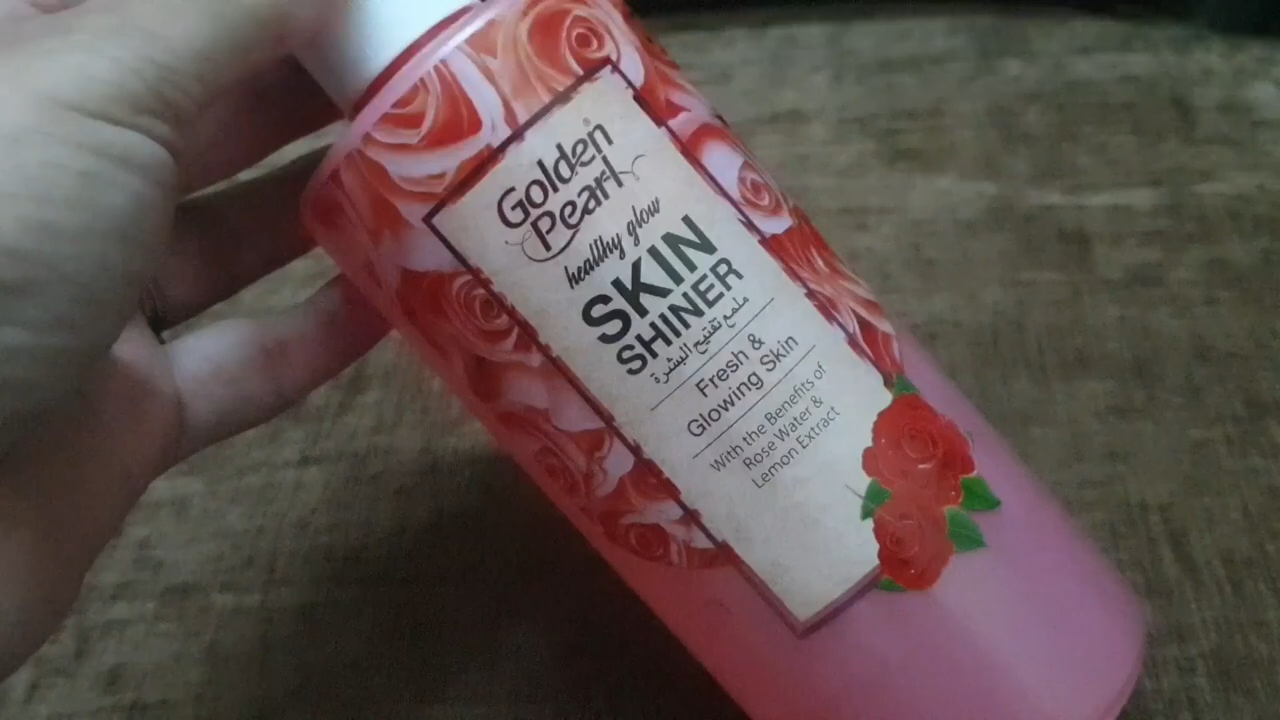 Golden
Pearl
healthy glow
SKIN
SHINER
ملمع تفتيح البشرة
Fresh &
Glowing Skin
With the Benefits of
Rose Water &
Lemon Extract